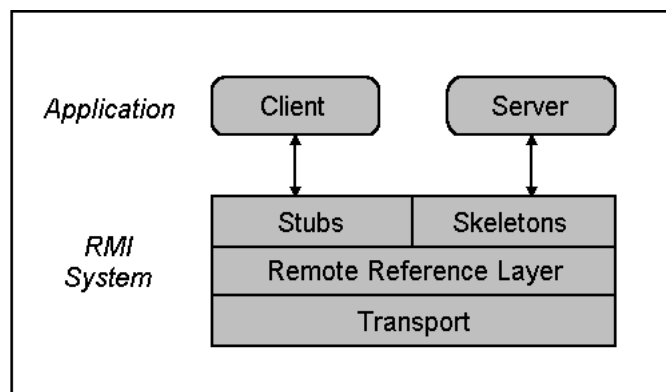 Application
Client
Server
Stubs
Skeletons
RMI
System
Remote Reference Layer
Transport